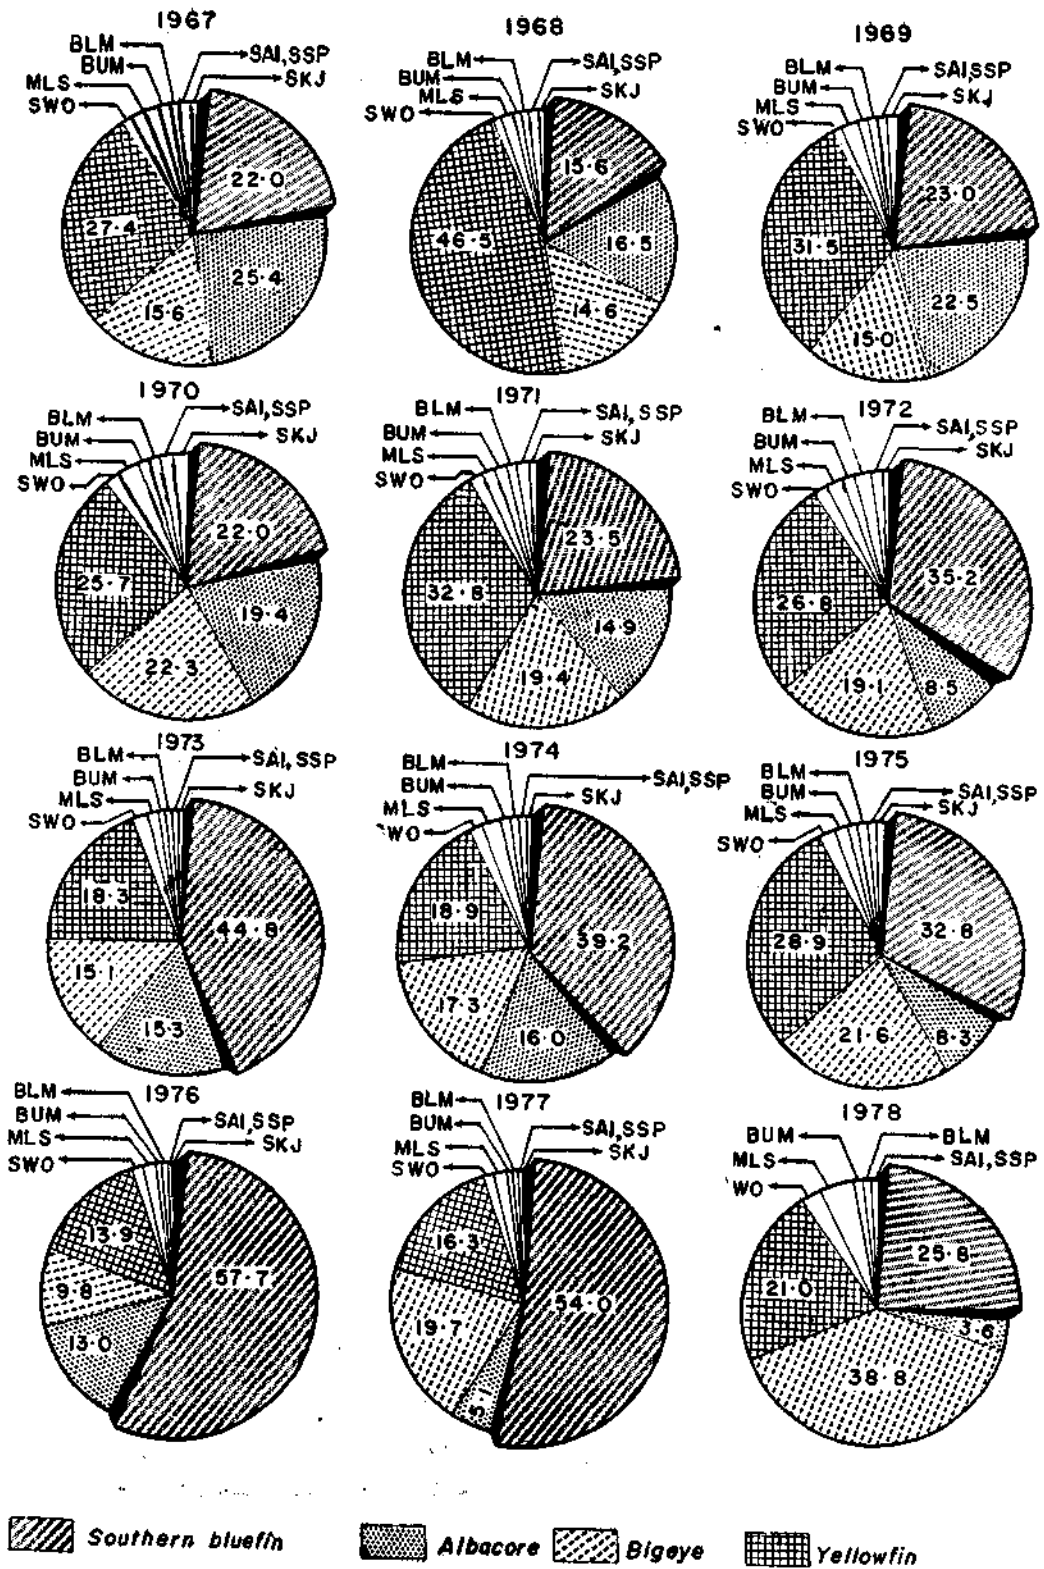 1967
BLM
SAI,SSP
BUM
SKJ
MLS
SWO
22.0
27.4
25.4
15.6
1968
BLM
SAI,SSP
BUM
SKJ
MLS
SWO
15.6
46.5
16.5
14.6
1969
BLM
SAI,SSP
BUM
SKJ
MLS
SWO
23.0
31.5
22.5
15.0
1970
BLM
SAI,SSP
BUM
SKJ
MLS
SWO
22.0
25.7
19.4
22.3
1971
BLM
SAI,SSP
BUM
SKJ
MLS
SWO
23.5
32.8
14.9
19.4
1972
BLM
SAI,SSP
BUM
SKJ
MLS
SWO
35.2
26.8
19.1
8.5
1973
BLM
SAI,SSP
BUM
SKJ
MLS
SWO
18.3
44.8
15.1
15.3
1974
BLM
SAI,SSP
BUM
SKJ
MLS
SWO
18.9
39.2
17.3
16.0
1975
BLM
SAI,SSP
BUM
SKJ
MLS
SWO
28.9
32.8
21.6
8.3
1976
BLM
SAI,SSP
BUM
SKJ
MLS
SWO
13.9
57.7
9.8
13.0
1977
BLM
SAI,SSP
BUM
SKJ
MLS
SWO
16.3
54.0
19.7
5.1
1978
BUM
BLM
MLS
SAI,SSP
WO
25.8
21.0
3.6
38.8
Southern bluefin
Albacore
Bigeye
Yellowfin